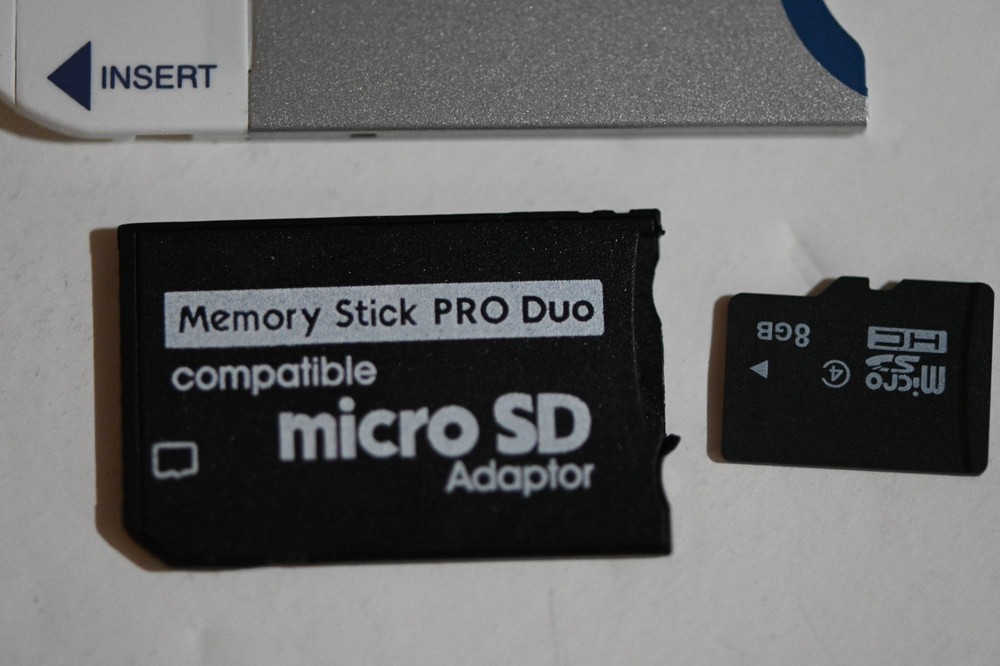 INSERT
Memory Stick PRO Duo
compatible
micro SD
Adaptor
8GB
4
micro
SD
HC